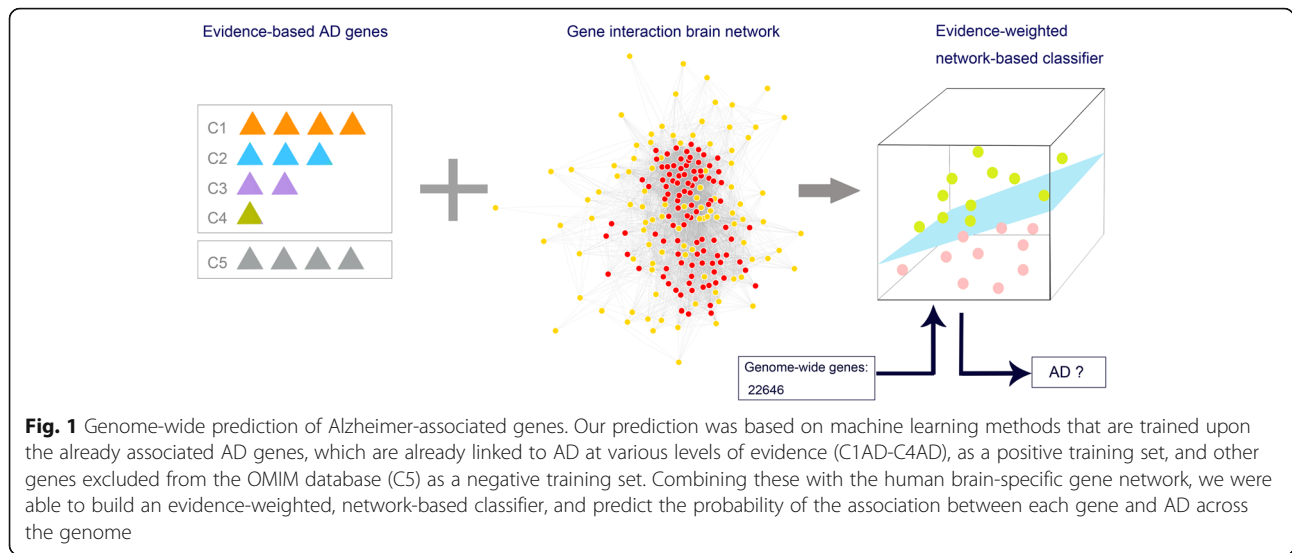 Evidence-based AD genes
Gene interaction brain network
Evidence-weighted
network-based classifier
C1
C2
C3
C4
C5
Genome-wide genes:
22646
AD ?
Fig. 1 Genome-wide prediction of Alzheimer-associated genes. Our prediction was based on machine learning methods that are trained upon
the already associated AD genes, which are already linked to AD at various levels of evidence (C1AD-C4AD), as a positive training set, and other
genes excluded from the OMIM database (C5) as a negative training set. Combining these with the human brain-specific gene network, we were
able to build an evidence-weighted, network-based classifier, and predict the probability of the association between each gene and AD across
the genome